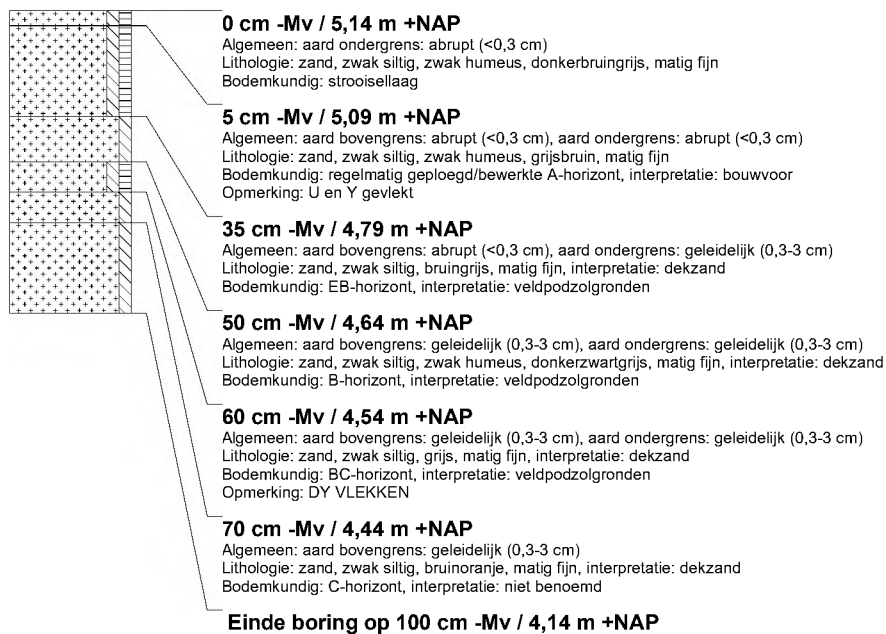 0 cm -Mv / 5,14 m +NAP
Algemeen: aard ondergrens: abrupt (<0,3 cm)
Lithologie: zand, zwak siltig, zwak humeus, donkerbruingrijs, matig fijn
Bodemkundig: strooisellaag
5 cm -Mv / 5,09 m +NAP
Algemeen: aard bovengrens: abrupt (<0,3 cm), aard ondergrens: abrupt (<0,3 cm)
Lithologie: zand, zwak siltig, zwak humeus, grijsbruin, matig fijn
Bodemkundig: regelmatig geploegd/bewerkte A-horizont, interpretatie: bouwvoor
Opmerking: U en Y gevlekt
35 cm -Mv / 4,79 m +NAP
Algemeen: aard bovengrens: abrupt (<0,3 cm), aard ondergrens: geleidelijk (0,3-3 cm)
Lithologie: zand, zwak siltig, bruingrijs, matig fijn, interpretatie: dekzand
Bodemkundig: EB-horizont, interpretatie: veldpodzolgronden
50 cm -Mv / 4,64 m +NAP
Algemeen: aard bovengrens: geleidelijk (0,3-3 cm), aard ondergrens: geleidelijk (0,3-3 cm)
Lithologie: zand, zwak siltig, zwak humeus, donkerzwartgrijs, matig fijn, interpretatie: dekzand
Bodemkundig: B-horizont, interpretatie: veldpodzolgronden
60 cm -Mv / 4,54 m +NAP
Algemeen: aard bovengrens: geleidelijk (0,3-3 cm), aard ondergrens: geleidelijk (0,3-3 cm)
Lithologie: zand, zwak siltig, grijs, matig fijn, interpretatie: dekzand
Bodemkundig: BC-horizont, interpretatie: veldpodzolgronden
Opmerking: DY VLEKKEN
70 cm -Mv / 4,44 m +NAP
Algemeen: aard bovengrens: geleidelijk (0,3-3 cm)
Lithologie: zand, zwak siltig, bruinoranje, matig fijn, interpretatie: dekzand
Bodemkundig: C-horizont, interpretatie: niet benoemd
Einde boring op 100 cm -Mv / 4,14 m +NAP